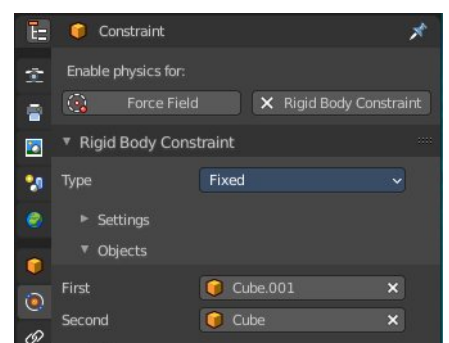 Constraint
Enable physics for:
Force Field
Rigid Body Constraint
Rigid Body Constraint
Type Fixed
Settings
Objects
First Cube.001
Second Cube